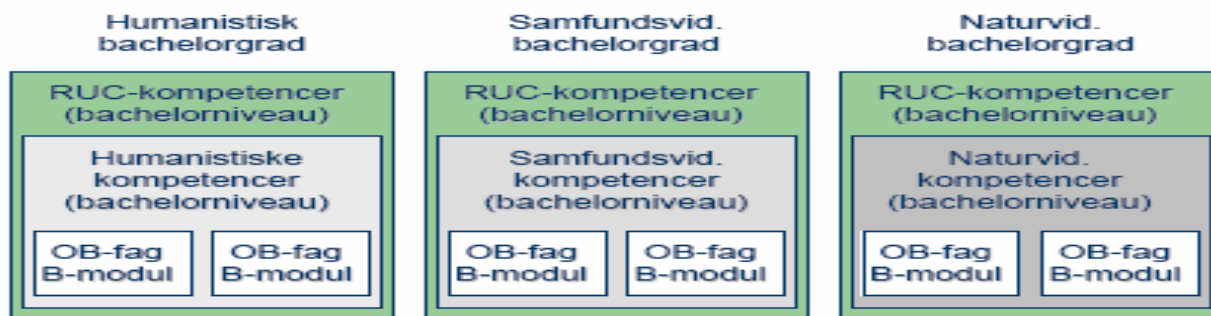 Humanistisk
bachelorgrad
RUC-kompetencer
(bachelorniveau)
Humanistiske
kompetencer
(bachelorniveau)
OB-fag
B-modul
OB-fag
B-modul
Samfundsvid.
bachelorgrad
RUC-kompetencer
(bachelorniveau)
Samfundsvid.
kompetencer
(bachelorniveau)
OB-fag
B-modul
OB-fag
B-modul
Naturvid.
bachelorgrad
RUC-kompetencer
(bachelorniveau)
Naturvid.
kompetencer
(bachelorniveau)
OB-fag
B-modul
OB-fag
B-modul